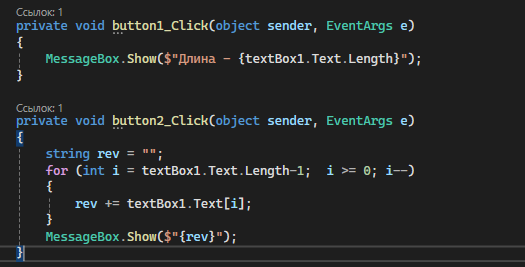 Ссылок: 1
private void button1_Click(object sender, EventArgs e)
{
MessageBox.Show($"Длина - {textBox1.Text.Length}");
}
Ссылок: 1
private void button2_Click(object sender, EventArgs e)
{
string rev = "";
for (int i = textBox1.Text.Length-1;  i >= 0; i--)
{
rev += textBox1.Text[i];
}
MessageBox.Show($"{rev}");
}